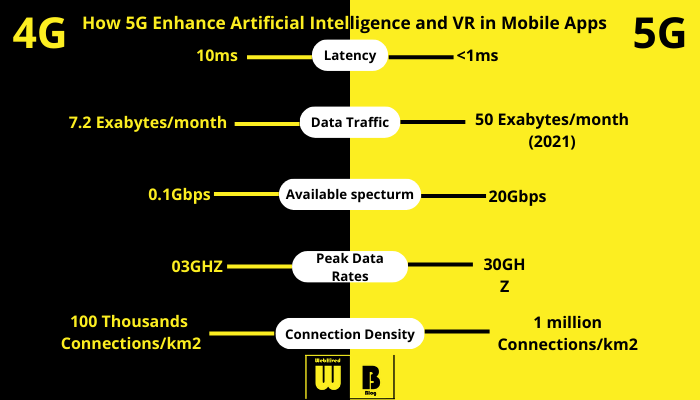 4G
How 5G Enhance Artificial Intelligence and VR in Mobile Apps
5G
10ms
Latency
<1ms
7.2 Exabytes/month
Data Traffic
50 Exabytes/month
(2021)
0.1Gbps
Available specturm
20Gbps
03GHZ
Peak Data
Rates
30GH
Z
100 Thousands
Connections/km2
Connection Density
1 million
Connections/km2
WebHired
W
B
Blog